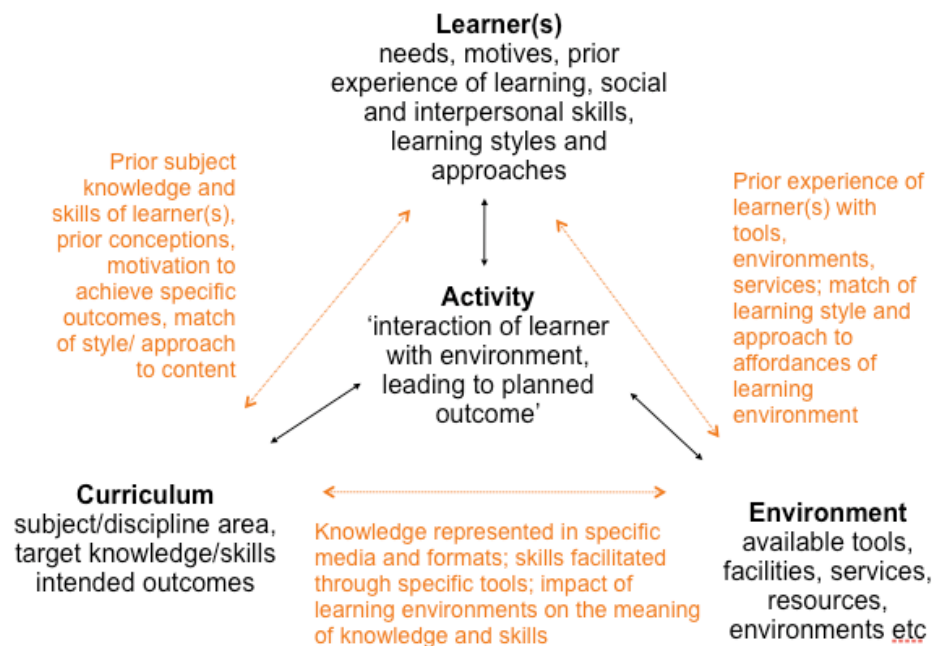 Learner(s)
needs, motives, prior
experience of learning, social
and interpersonal skills,
learning styles and
approaches
Prior subject
knowledge and
skills of learner(s),
prior conceptions,
motivation to
achieve specific
outcomes, match
of style/ approach
to content
Prior experience of
learner(s) with
tools,
environments,
services; match of
learning style and
approach to
affordances of
learning
environment
Activity
‘interaction of learner
with environment,
leading to planned
outcome’
Curriculum
subject/discipline area,
target knowledge/skills
intended outcomes
Knowledge represented in specific
media and formats; skills facilitated
through specific tools; impact of
learning environments on the meaning
of knowledge and skills
Environment
available tools,
facilities, services,
resources,
environments etc